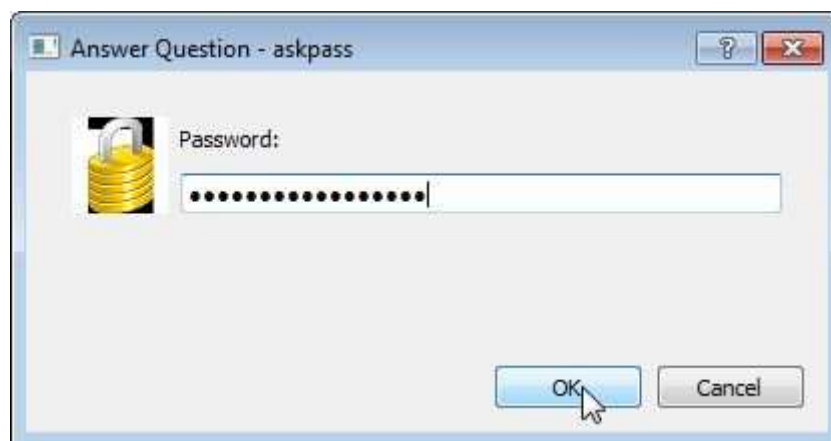 Answer Question - askpass
Password:
●●●●●●●●●●●●●●●●●
OK Cancel